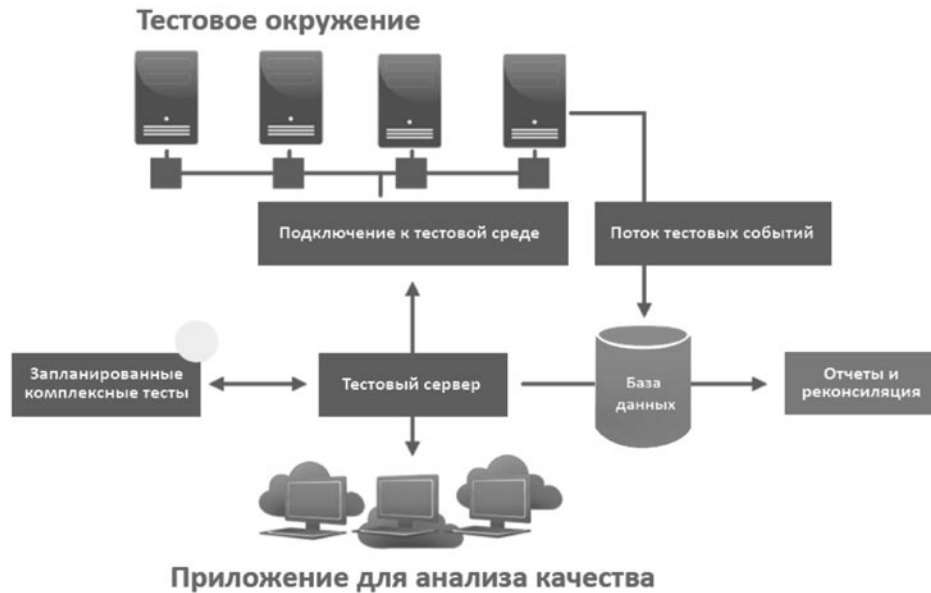 Тестовое окружение
Подключение к тестовой среде
Поток тестовых событий
Запланированные
комплексные тесты
Тестовый сервер
База
данных
Отчеты и
реконсиляция
Приложение для анализа качества